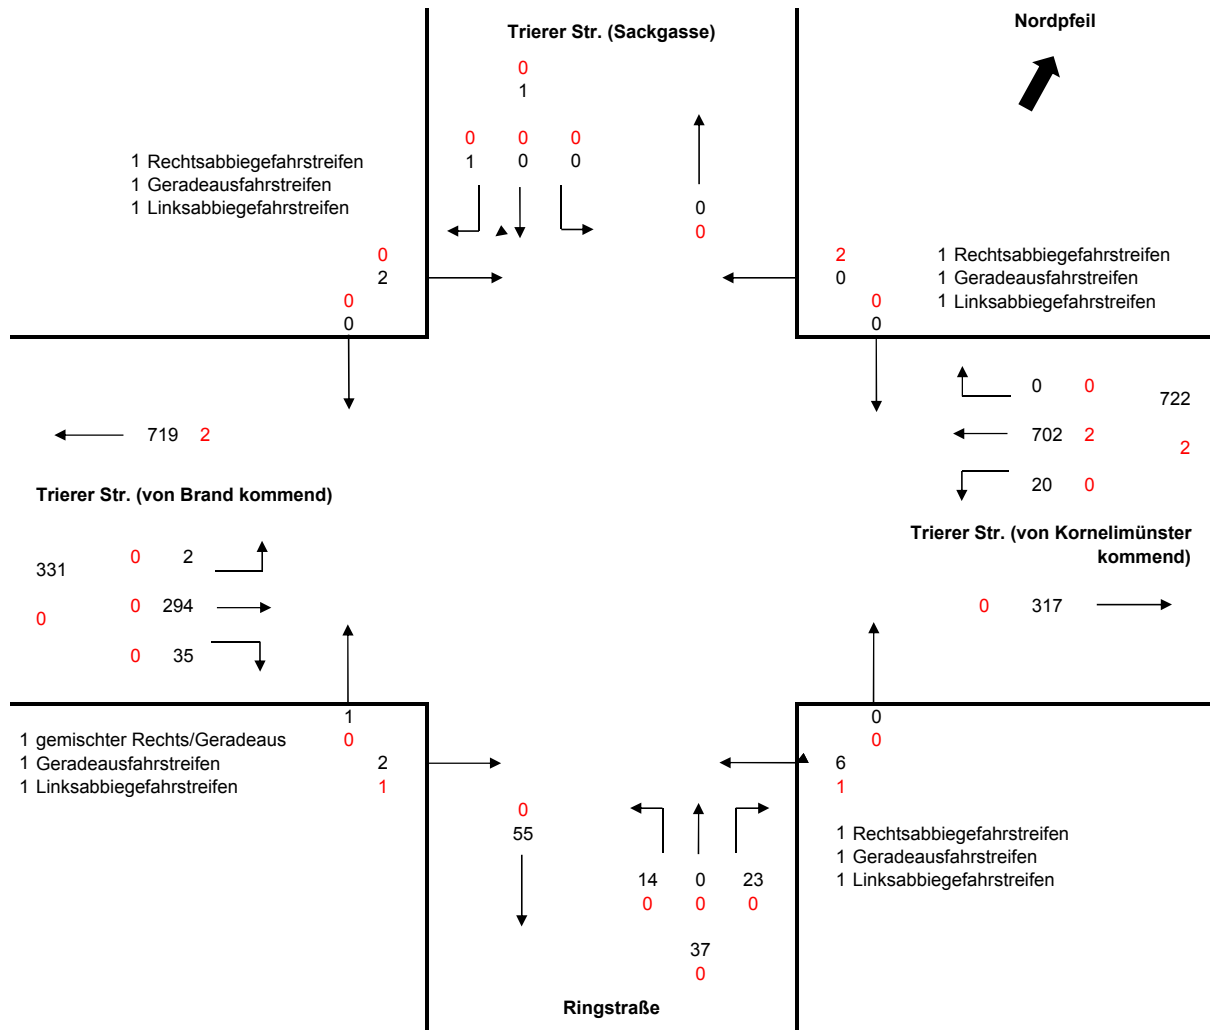 Trierer Str. (Sackgasse)
Nordpfeil
0
1
0 0 0
1 0 0
1 Rechtsabbiegefahrstreifen
1 Geradeausfahrstreifen
1 Linksabbiegefahrstreifen
0
0
0
2
0
0
2
0
0
0
1 Rechtsabbiegefahrstreifen
1 Geradeausfahrstreifen
1 Linksabbiegefahrstreifen
0 0
722
702 2
2
20 0
719 2
Trierer Str. (von Brand kommend)
Trierer Str. (von Kornelimünster
kommend)
0 2
331
0 294
0
0 35
0 317
1
0
2
1
1 gemischter Rechts/Geradeaus
1 Geradeausfahrstreifen
1 Linksabbiegefahrstreifen
0
0
6
1
0
55
14 0 23
0 0 0
37
0
1 Rechtsabbiegefahrstreifen
1 Geradeausfahrstreifen
1 Linksabbiegefahrstreifen
Ringstraße